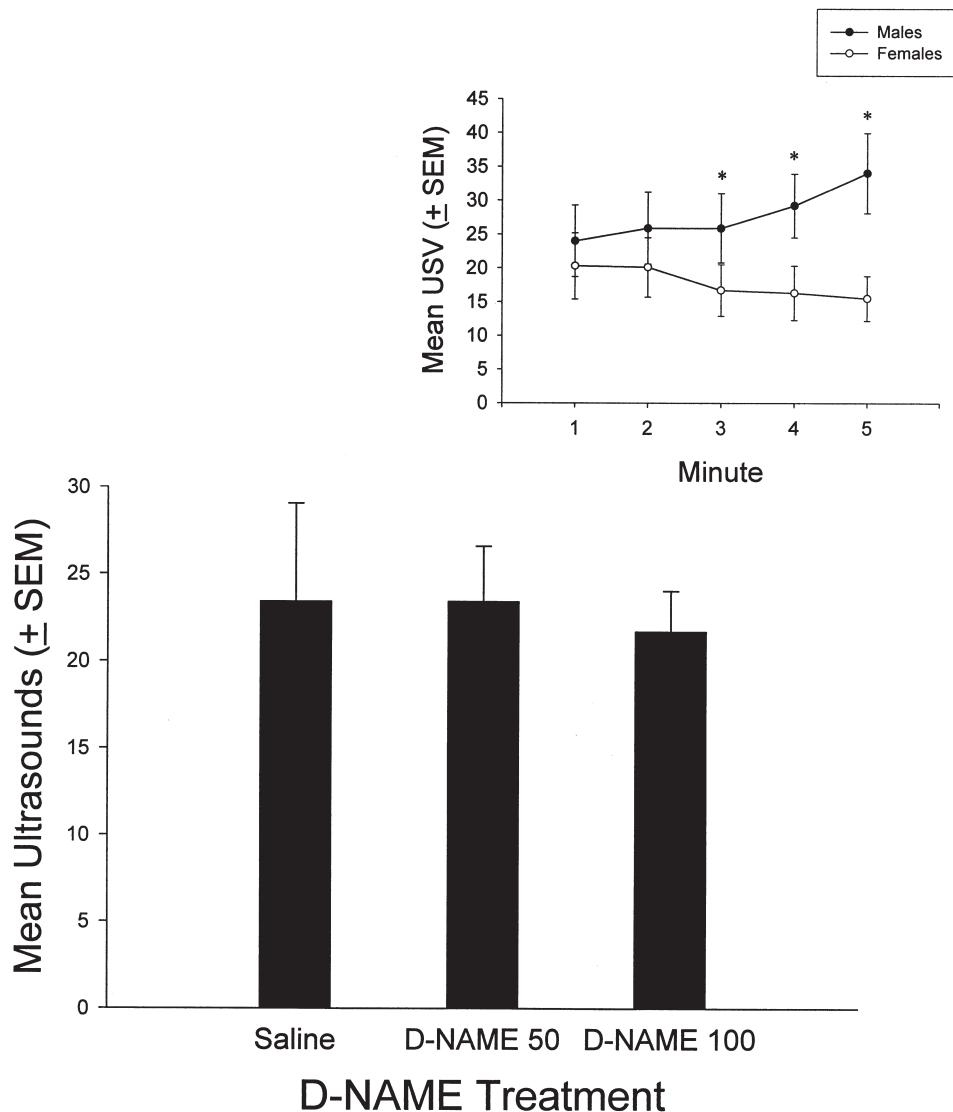 Males
Females
Mean USV (± SEM)
45
40
35
30
25
20
15
10
5
0
*
*
*
1 2 3 4 5
Minute
Mean Ultrasounds (± SEM)
30
25
20
15
10
5
0
Saline D-NAME 50 D-NAME 100
D-NAME Treatment